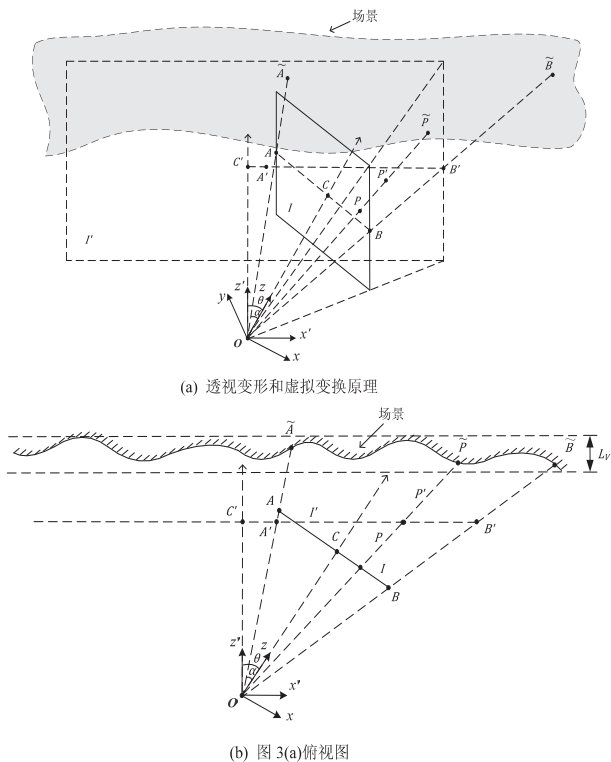 场景
Ã
B̃
P̃
A
C'
A'
P'
B'
C
P
I
B
I'
z'
z
θ
y
α
O
x'
x
(a) 透视变形和虚拟变换原理
场景
Ã
P̃
B̃
L_V
A
I'
P'
C'
A'
C
P
B'
I
B
z'
z
θ
α
O
x'
x
(b) 图 3(a)俯视图